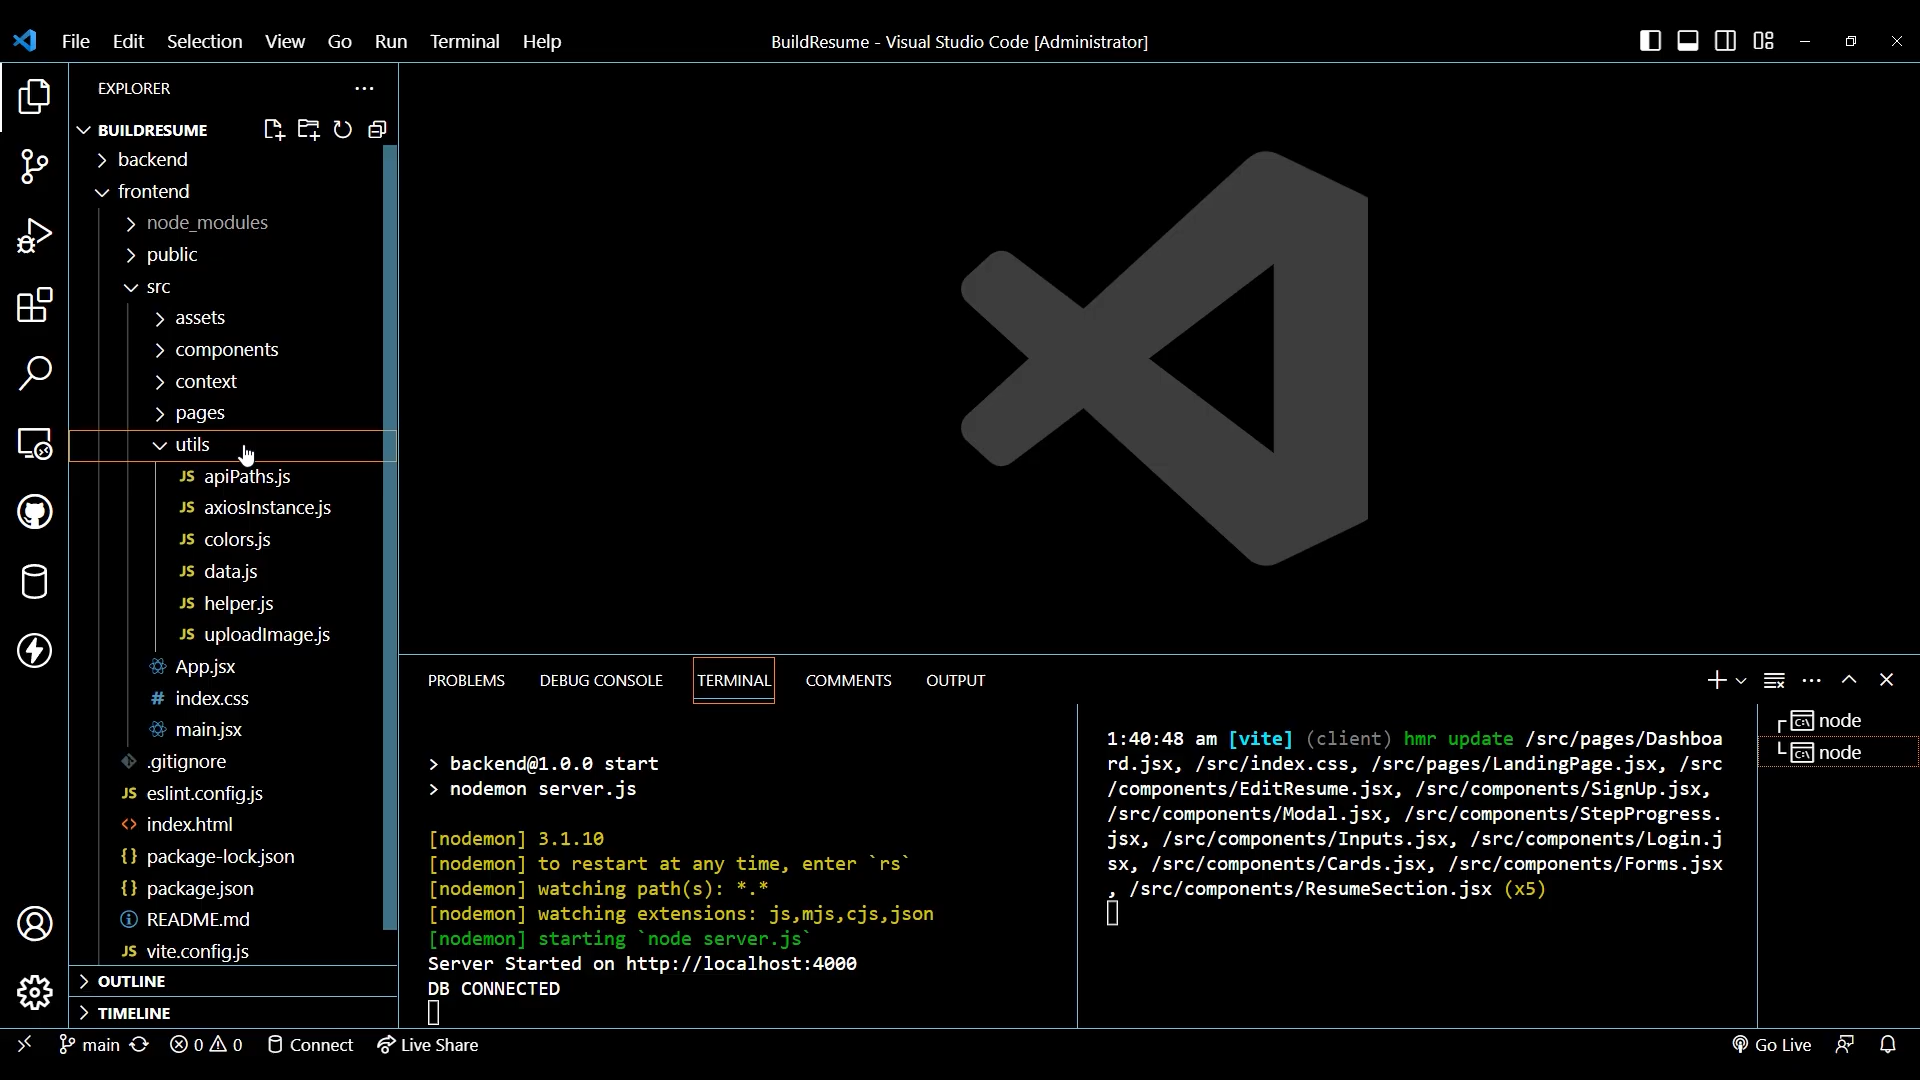 File Edit Selection View Go Run Terminal Help
BuildResume - Visual Studio Code [Administrator]
EXPLORER
BUILDRESUME
backend
frontend
node_modules
public
src
assets
components
context
pages
utils
JS apiPaths.js
JS axiosInstance.js
JS colors.js
JS data.js
JS helper.js
JS uploadImage.js
App.jsx
# index.css
main.jsx
.gitignore
JS eslint.config.js
<> index.html
{} package-lock.json
{} package.json
README.md
JS vite.config.js
OUTLINE
TIMELINE
PROBLEMS DEBUG CONSOLE TERMINAL COMMENTS OUTPUT
> backend@1.0.0 start
> nodemon server.js
[nodemon] 3.1.10
[nodemon] to restart at any time, enter `rs`
[nodemon] watching path(s): *.*
[nodemon] watching extensions: js,mjs,cjs,json
[nodemon] starting `node server.js`
Server Started on http://localhost:4000
DB CONNECTED
1:40:48 am [vite] (client) hmr update /src/pages/Dashboa
rd.jsx, /src/index.css, /src/pages/LandingPage.jsx, /src
/components/EditResume.jsx, /src/components/SignUp.jsx,
/src/components/Modal.jsx, /src/components/StepProgress.
jsx, /src/components/Inputs.jsx, /src/components/Login.j
sx, /src/components/Cards.jsx, /src/components/Forms.jsx
, /src/components/ResumeSection.jsx (x5)
node
node
main 0 0 Connect Live Share
Go Live